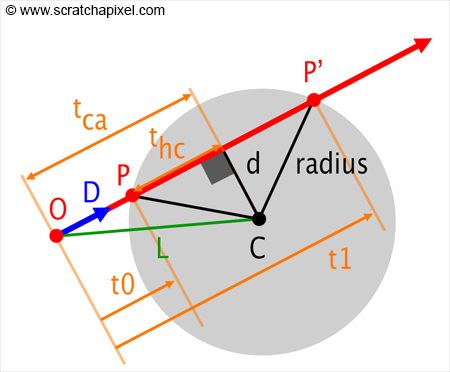 © www.scratchapixel.com
P’
tca
thc
P
d
radius
D
O
C
L
t0
t1